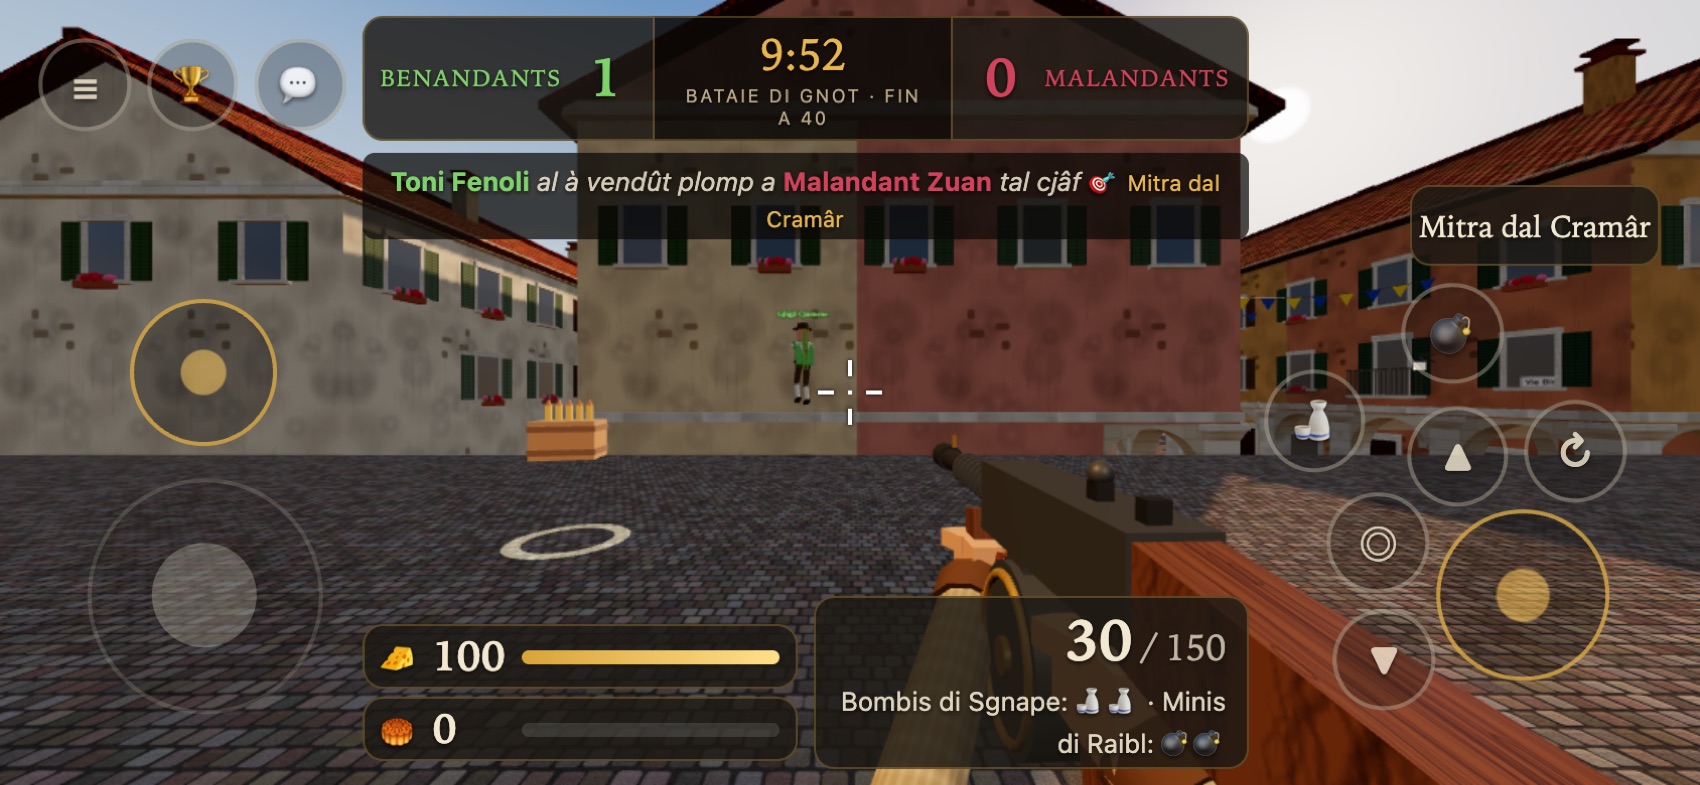 BENANDANTS 1
9:52
BATAIE DI GNOT · FIN
A 40
0 MALANDANTS
Toni Fenoli al à vendût plomp a Malandant Zuan tal cjâf Mitra dal
Cramâr
Mitra dal Cramâr
100
0
30 / 150
Bombis di Sgnape: · Minis
di Raibl: